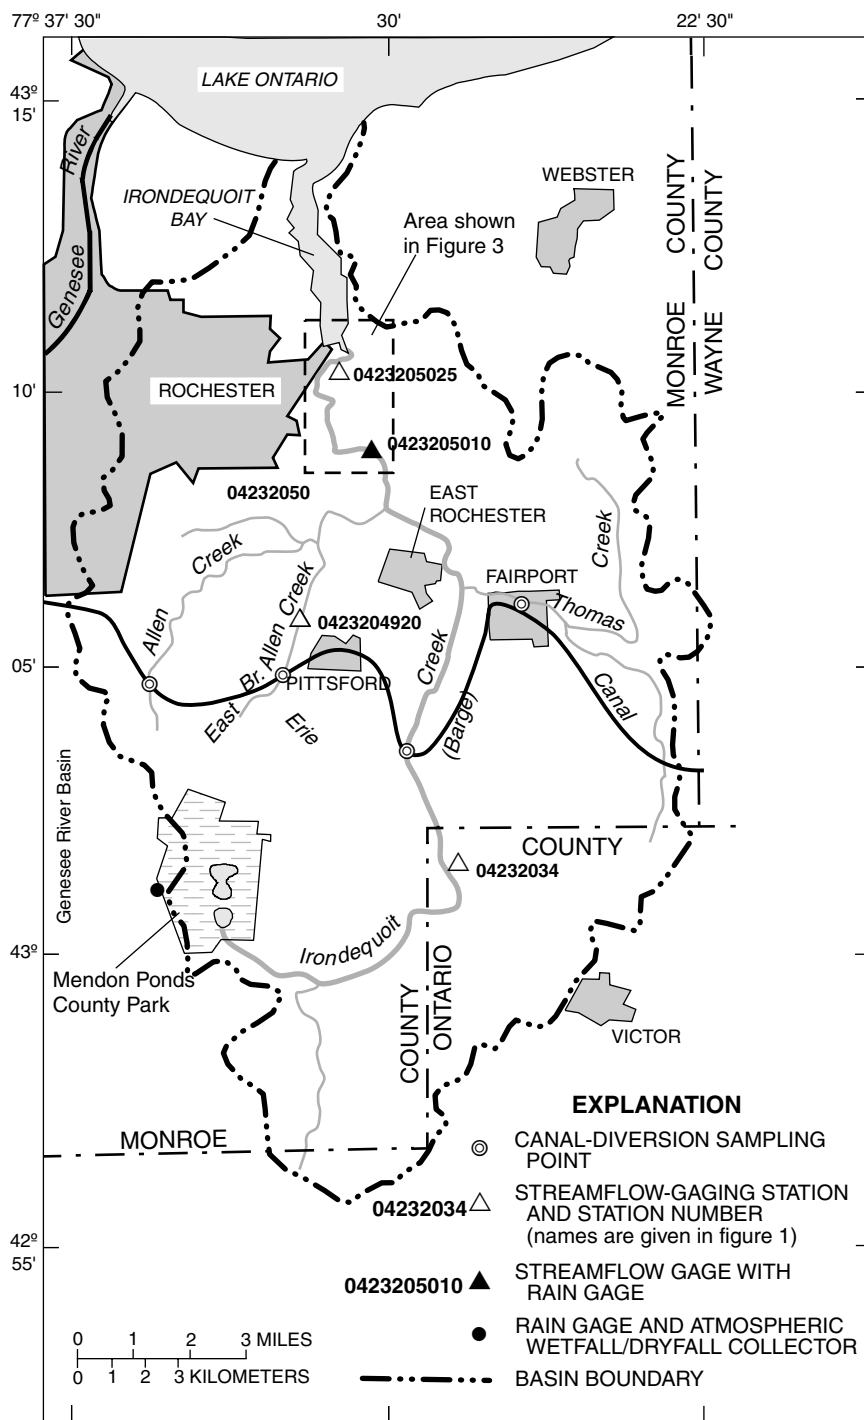 77º 37' 30"
30'
22' 30"
43º
15'
LAKE ONTARIO
River
Genesee
IRONDEQUOIT
BAY
WEBSTER
Area shown
in Figure 3
MONROE COUNTY
WAYNE COUNTY
10'
ROCHESTER
0423205025
0423205010
04232050
EAST
ROCHESTER
Creek
Allen Creek
FAIRPORT
Thomas
East Br. Allen Creek
0423204920
05'
PITTSFORD
Creek
Erie
(Barge)
Canal
Genesee River Basin
COUNTY
04232034
43º
Irondequoit
Mendon Ponds
County Park
COUNTY
ONTARIO
VICTOR
MONROE
EXPLANATION
CANAL-DIVERSION SAMPLING
POINT
04232034
STREAMFLOW-GAGING STATION
AND STATION NUMBER
(names are given in figure 1)
42º
55'
0423205010
STREAMFLOW GAGE WITH
RAIN GAGE
RAIN GAGE AND ATMOSPHERIC
WETFALL/DRYFALL COLLECTOR
BASIN BOUNDARY
0 1 2 3 MILES
0 1 2 3 KILOMETERS